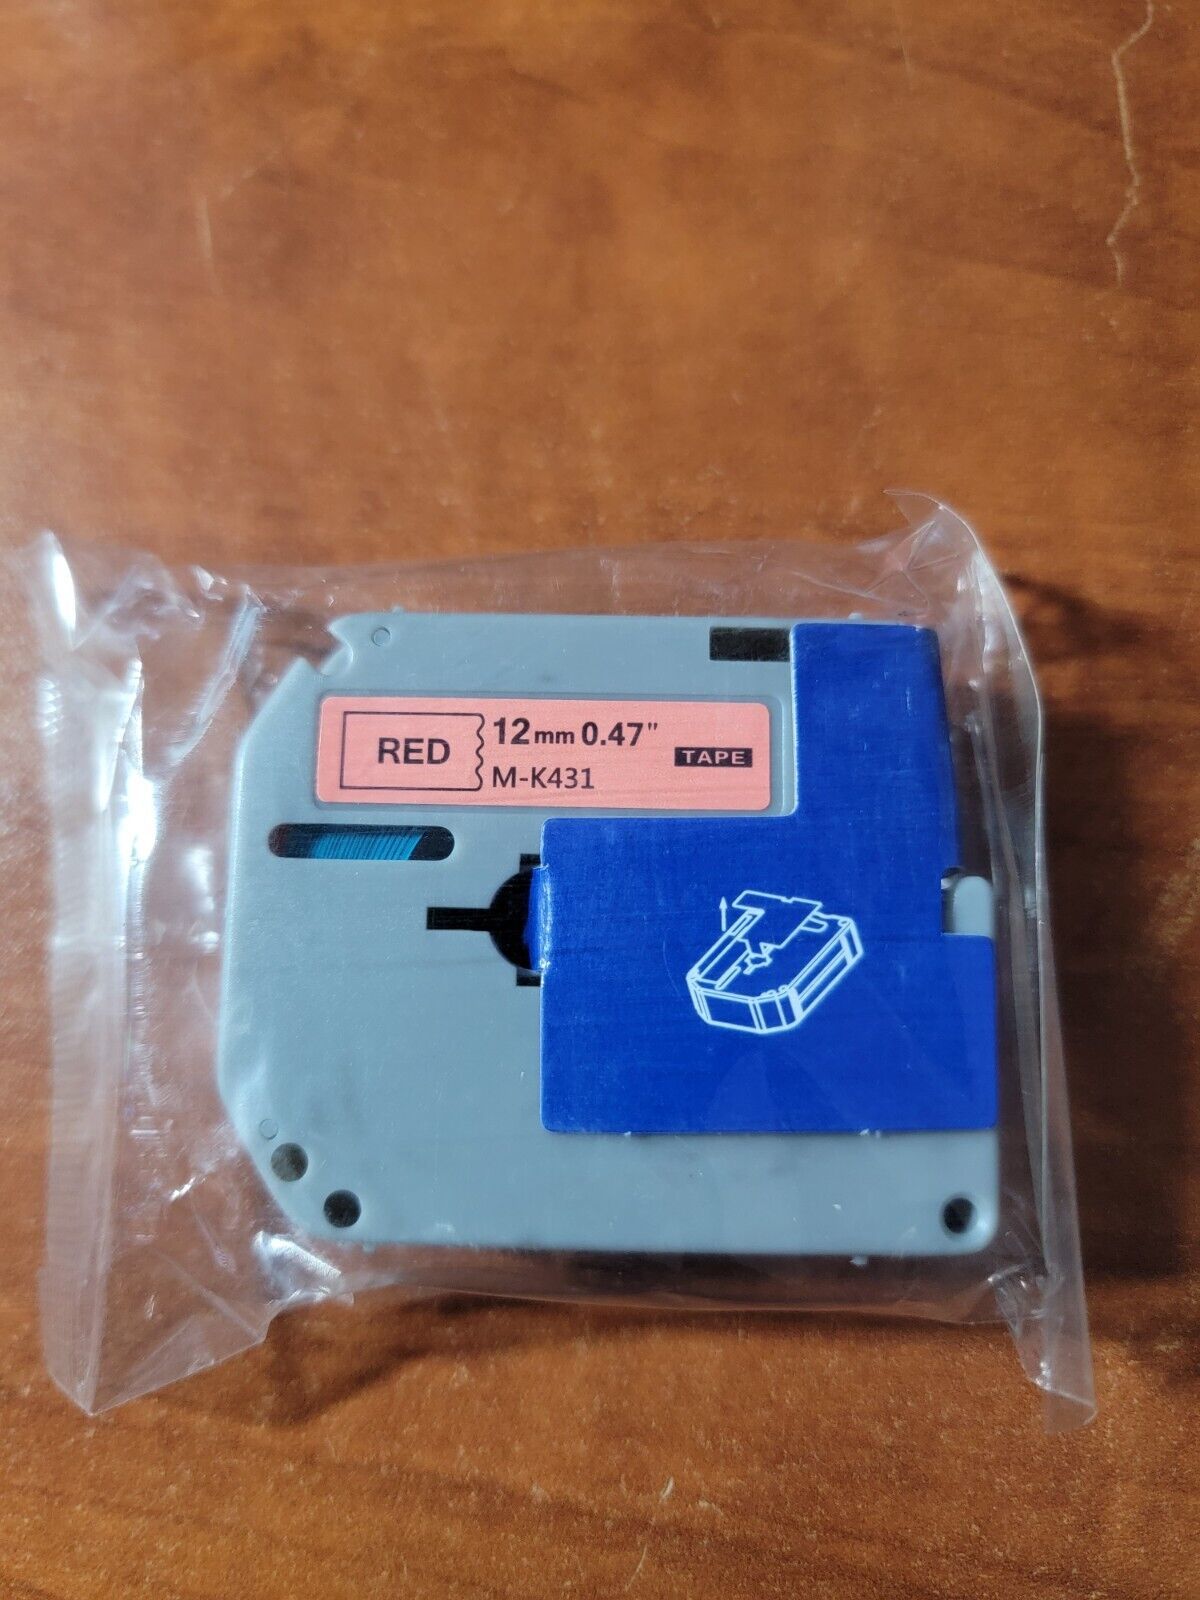 RED
12mm 0.47"
M-K431
TAPE